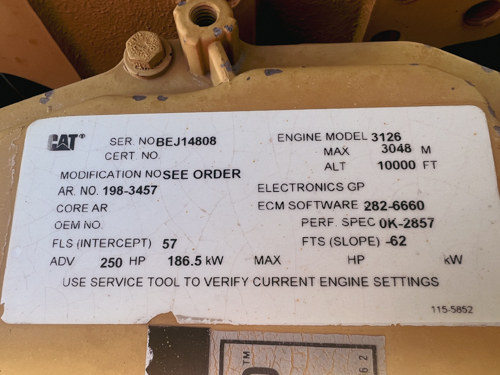 CAT® SER. NO BEJ14808 ENGINE MODEL 3126
CERT. NO. MAX 3048 M
MODIFICATION NO SEE ORDER ALT 10000 FT
AR. NO. 198-3457 ELECTRONICS GP
CORE AR ECM SOFTWARE 282-6660
OEM NO. PERF. SPEC 0K-2857
FLS (INTERCEPT) 57 FTS (SLOPE) -62
ADV 250 HP 186.5 kW MAX HP kW
USE SERVICE TOOL TO VERIFY CURRENT ENGINE SETTINGS
115-5852
TM